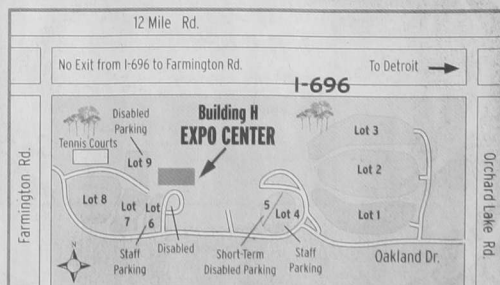 12 Mile Rd.
No Exit from I-696 to Farmington Rd.
To Detroit
I-696
Disabled
Parking
Building H
EXPO CENTER
Tennis Courts
Lot 9
Lot 3
Lot 2
Lot 8
Lot
7
Lot
6
5
Lot 4
Lot 1
Farmington Rd.
Orchard Lake Rd.
Staff
Parking
Disabled
Short-Term
Disabled Parking
Staff
Parking
Oakland Dr.
N